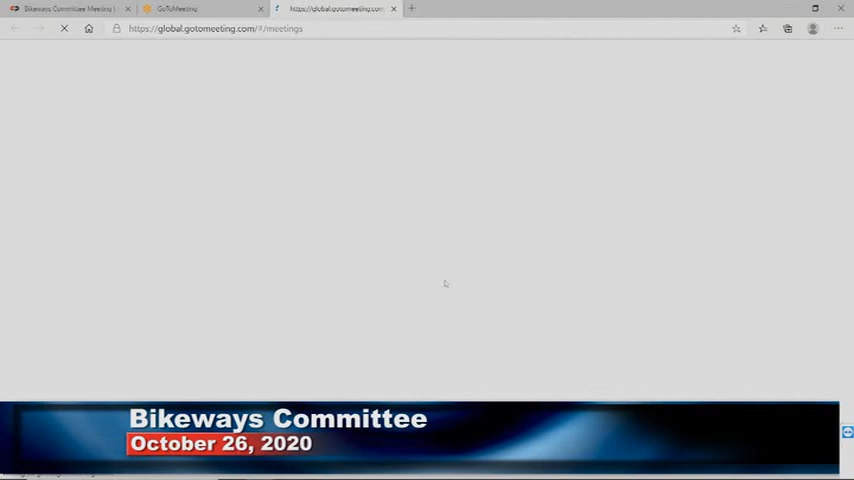 Bikeways Committee Meeting |
GoToMeeting
https://global.gotomeeting.com
https://global.gotomeeting.com/#/meetings
Bikeways Committee
October 26, 2020